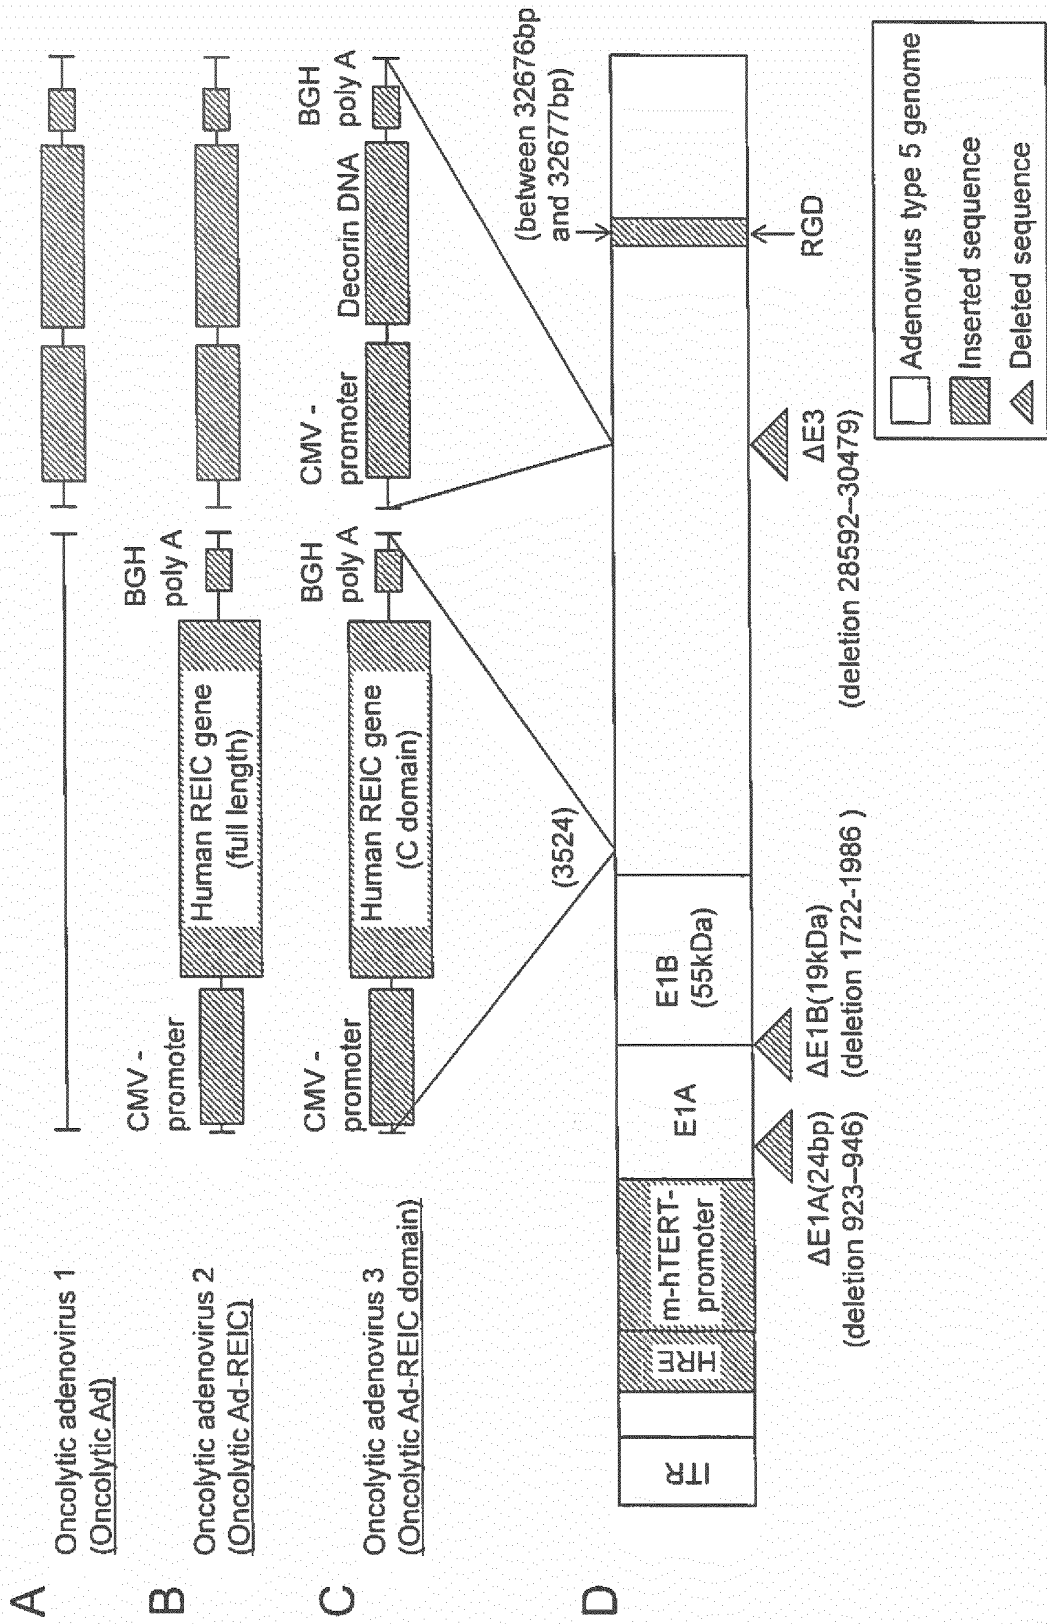 A
Oncolytic adenovirus 1
(Oncolytic Ad)
B
Oncolytic adenovirus 2
(Oncolytic Ad-REIC)
CMV -
promoter
Human REIC gene
(full length)
BGH
poly A
C
Oncolytic adenovirus 3
(Oncolytic Ad-REIC domain)
CMV -
promoter
Human REIC gene
(C domain)
BGH
poly A
CMV -
promoter
Decorin DNA
BGH
poly A
D
(3524)
(between 32676bp
and 32677bp)
ITR
m-hTERT-
promoter
E1A
E1B
(55kDa)
ΔE1A(24bp)
(deletion 923–946)
ΔE1B(19kDa)
(deletion 1722-1986 )
ΔE3
(deletion 28592–30479)
RGD
Adenovirus type 5 genome
Inserted sequence
Deleted sequence